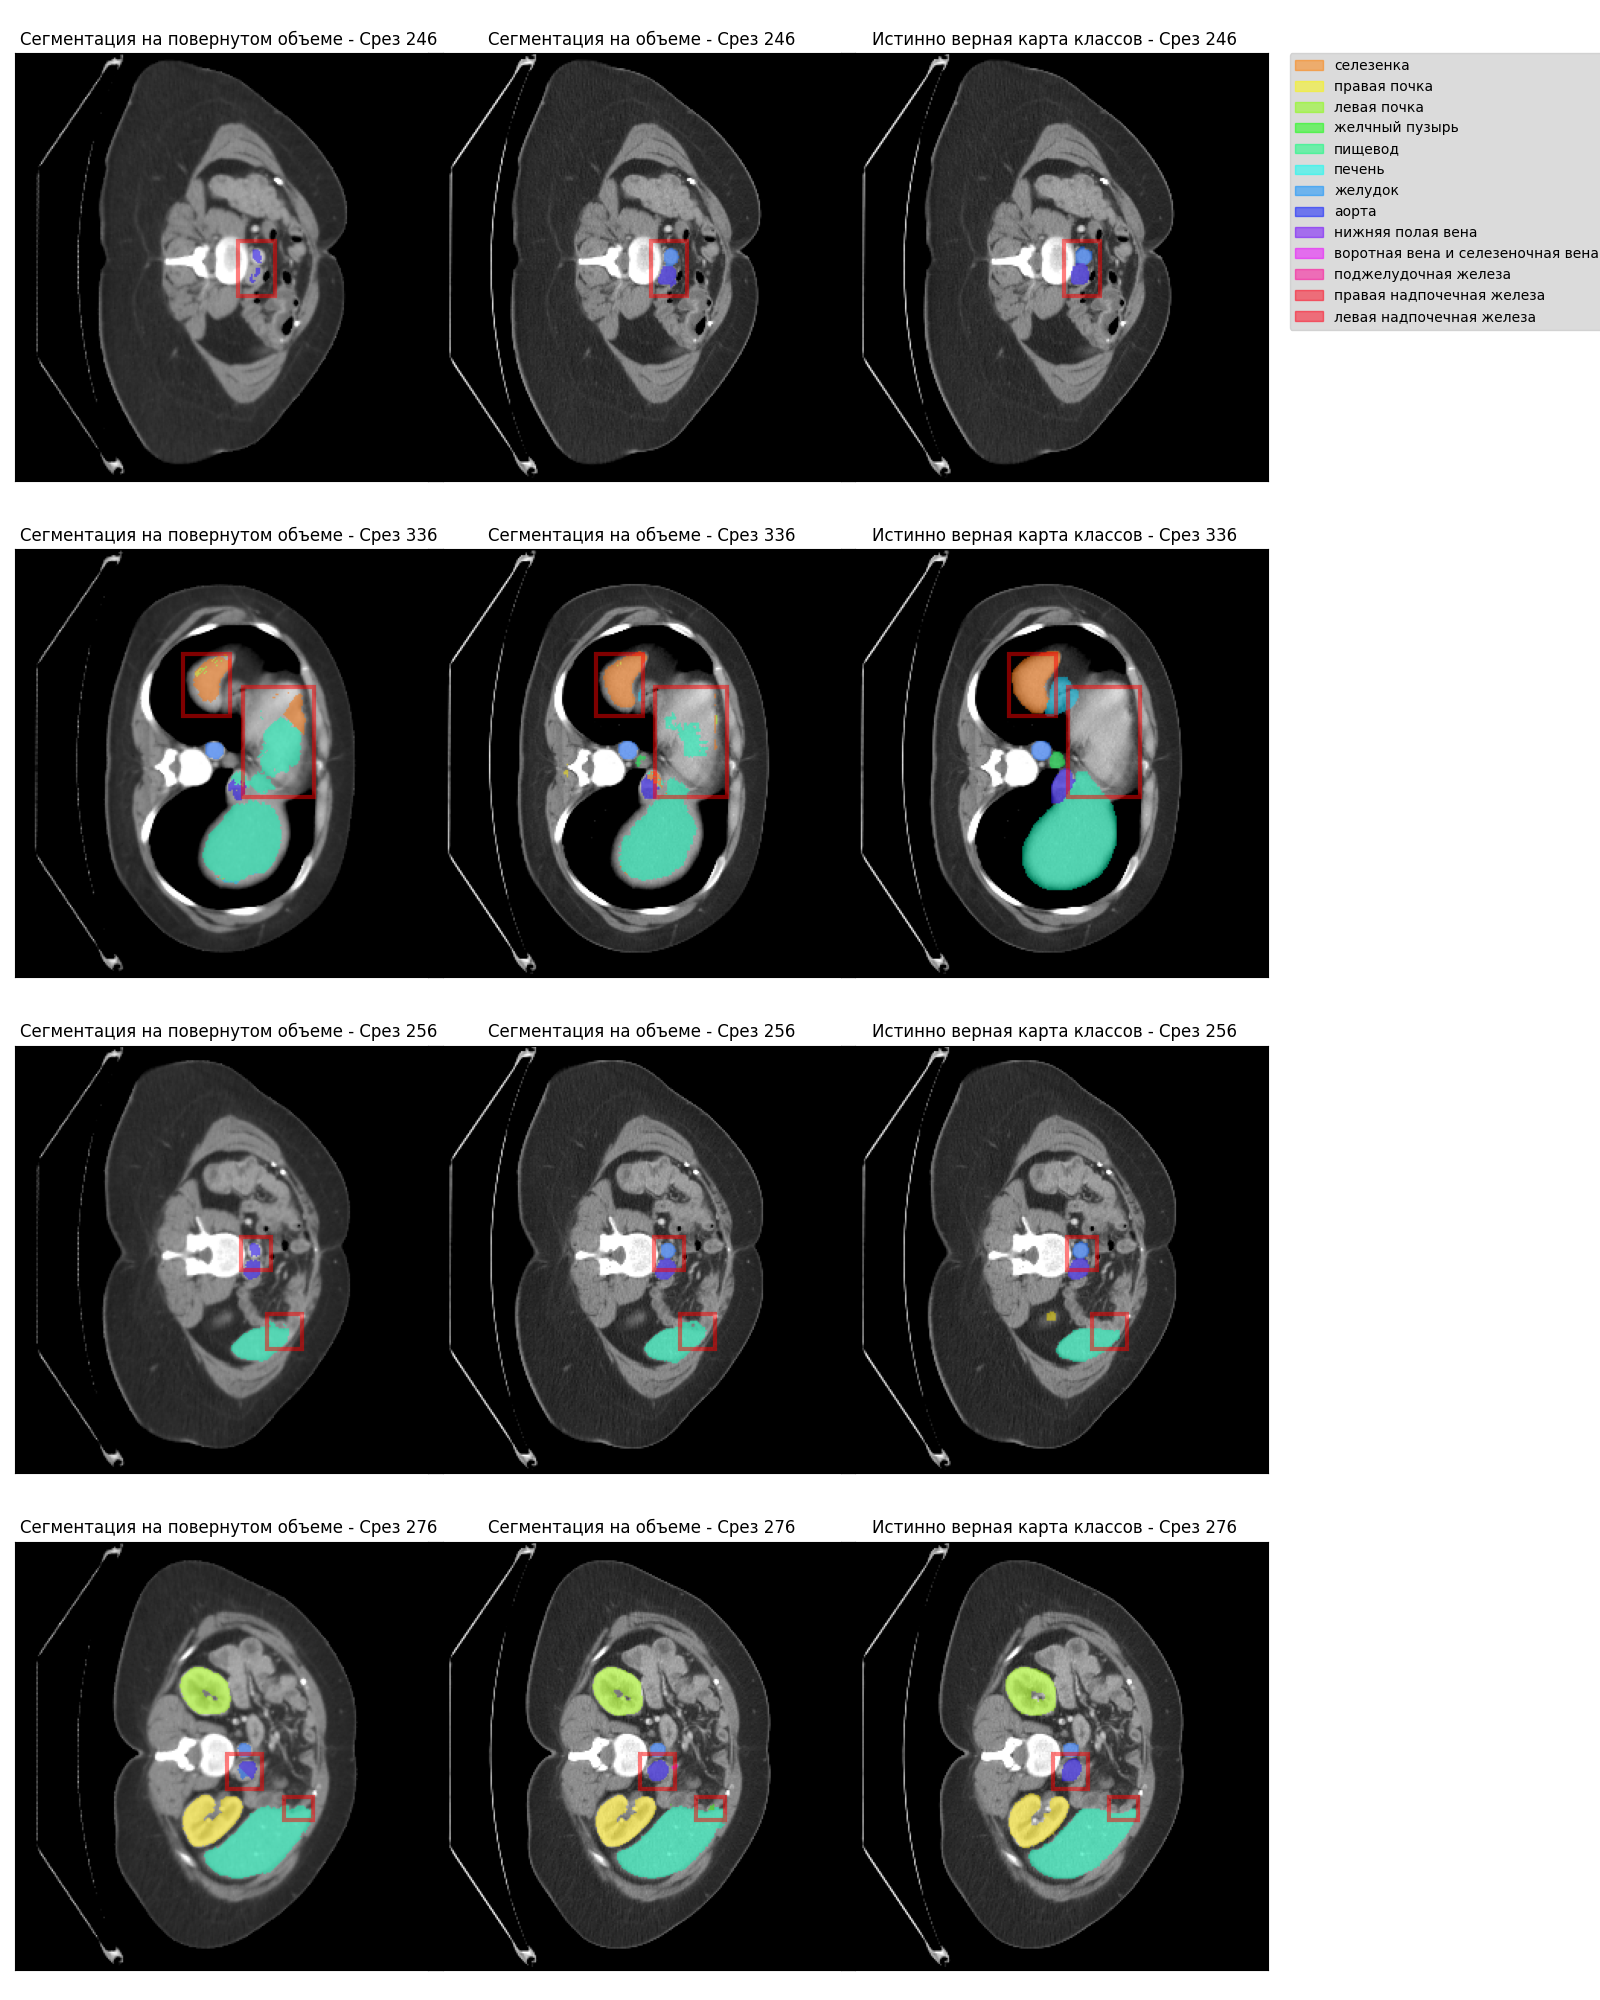 Сегментация на повернутом объеме - Срез 246
Сегментация на объеме - Срез 246
Истинно верная карта классов - Срез 246
селезенка
правая почка
левая почка
желчный пузырь
пищевод
печень
желудок
аорта
нижняя полая вена
воротная вена и селезеночная вена
поджелудочная железа
правая надпочечная железа
левая надпочечная железа
Сегментация на повернутом объеме - Срез 336
Сегментация на объеме - Срез 336
Истинно верная карта классов - Срез 336
Сегментация на повернутом объеме - Срез 256
Сегментация на объеме - Срез 256
Истинно верная карта классов - Срез 256
Сегментация на повернутом объеме - Срез 276
Сегментация на объеме - Срез 276
Истинно верная карта классов - Срез 276